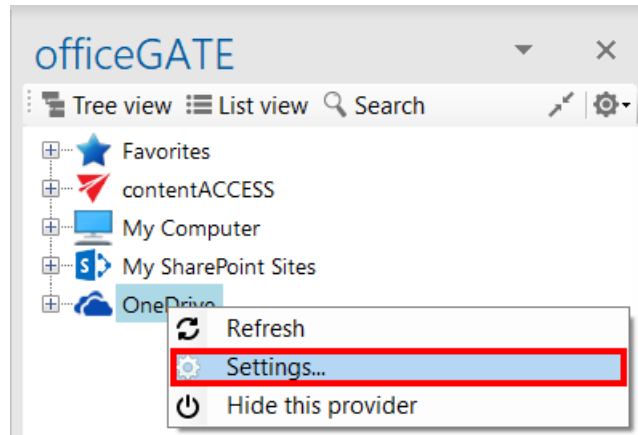 officeGATE
Tree view List view Search
Favorites
contentACCESS
My Computer
My SharePoint Sites
OneDrive
Refresh
Settings...
Hide this provider